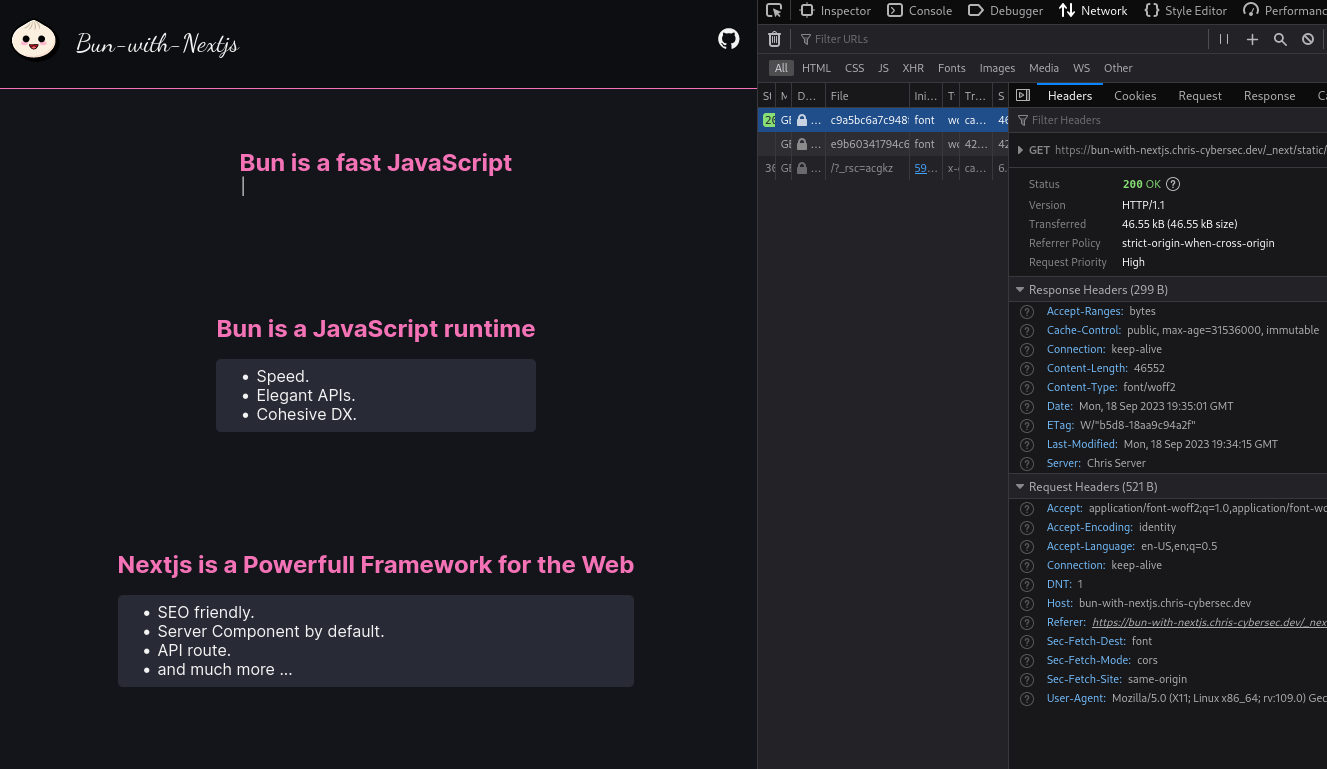 Bun-with-Nextjs
Bun is a fast JavaScript
Bun is a JavaScript runtime
Speed.
Elegant APIs.
Cohesive DX.
Nextjs is a Powerfull Framework for the Web
SEO friendly.
Server Component by default.
API route.
and much more ...
Inspector Console Debugger Network Style Editor Performanc
Filter URLs
All HTML CSS JS XHR Fonts Images Media WS Other
St M D... File Ini... T Tr... S
20 GE ... c9a5bc6a7c948 font wo ca... 46
GE ... e9b60341794c6 font wo 42... 42
30 GE ... /?_rsc=acgkz 59... x- ca... 6.
Headers Cookies Request Response Ca
Filter Headers
GET https://bun-with-nextjs.chris-cybersec.dev/_next/static/
Status 200 OK
Version HTTP/1.1
Transferred 46.55 kB (46.55 kB size)
Referrer Policy strict-origin-when-cross-origin
Request Priority High
Response Headers (299 B)
Accept-Ranges: bytes
Cache-Control: public, max-age=31536000, immutable
Connection: keep-alive
Content-Length: 46552
Content-Type: font/woff2
Date: Mon, 18 Sep 2023 19:35:01 GMT
ETag: W/"b5d8-18aa9c94a2f"
Last-Modified: Mon, 18 Sep 2023 19:34:15 GMT
Server: Chris Server
Request Headers (521 B)
Accept: application/font-woff2;q=1.0,application/font-wo
Accept-Encoding: identity
Accept-Language: en-US,en;q=0.5
Connection: keep-alive
DNT: 1
Host: bun-with-nextjs.chris-cybersec.dev
Referer: https://bun-with-nextjs.chris-cybersec.dev/_nex
Sec-Fetch-Dest: font
Sec-Fetch-Mode: cors
Sec-Fetch-Site: same-origin
User-Agent: Mozilla/5.0 (X11; Linux x86_64; rv:109.0) Gec